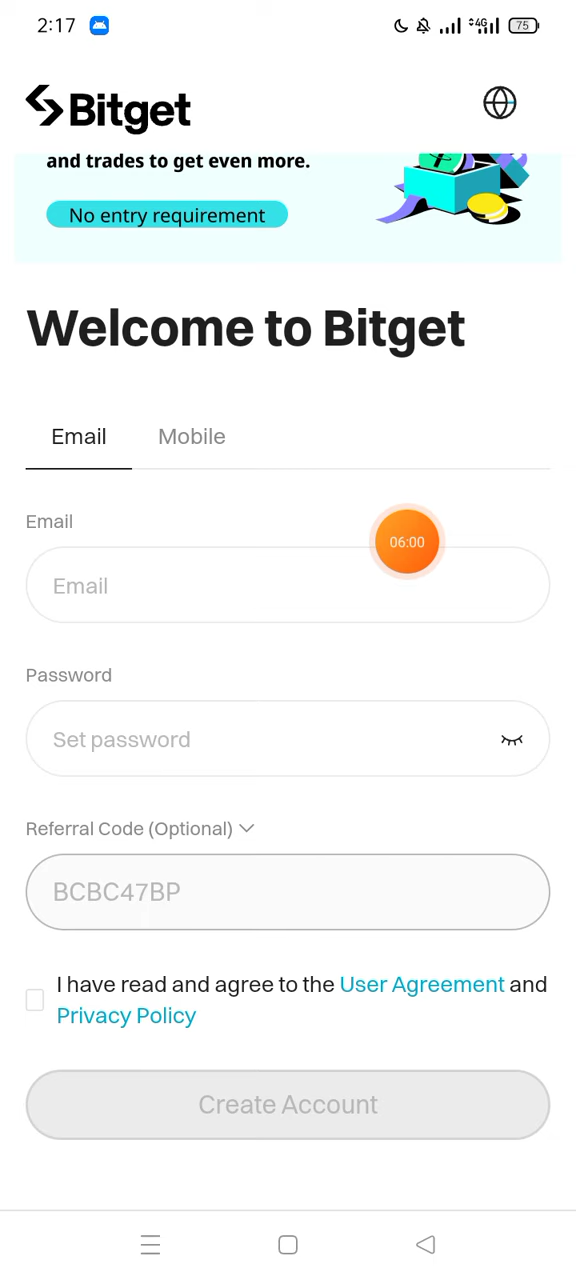 2:17
4G
75
Bitget
and trades to get even more.
No entry requirement
Welcome to Bitget
Email Mobile
Email
06:00
Email
Password
Set password
Referral Code (Optional)
BCBC47BP
I have read and agree to the User Agreement and
Privacy Policy
Create Account